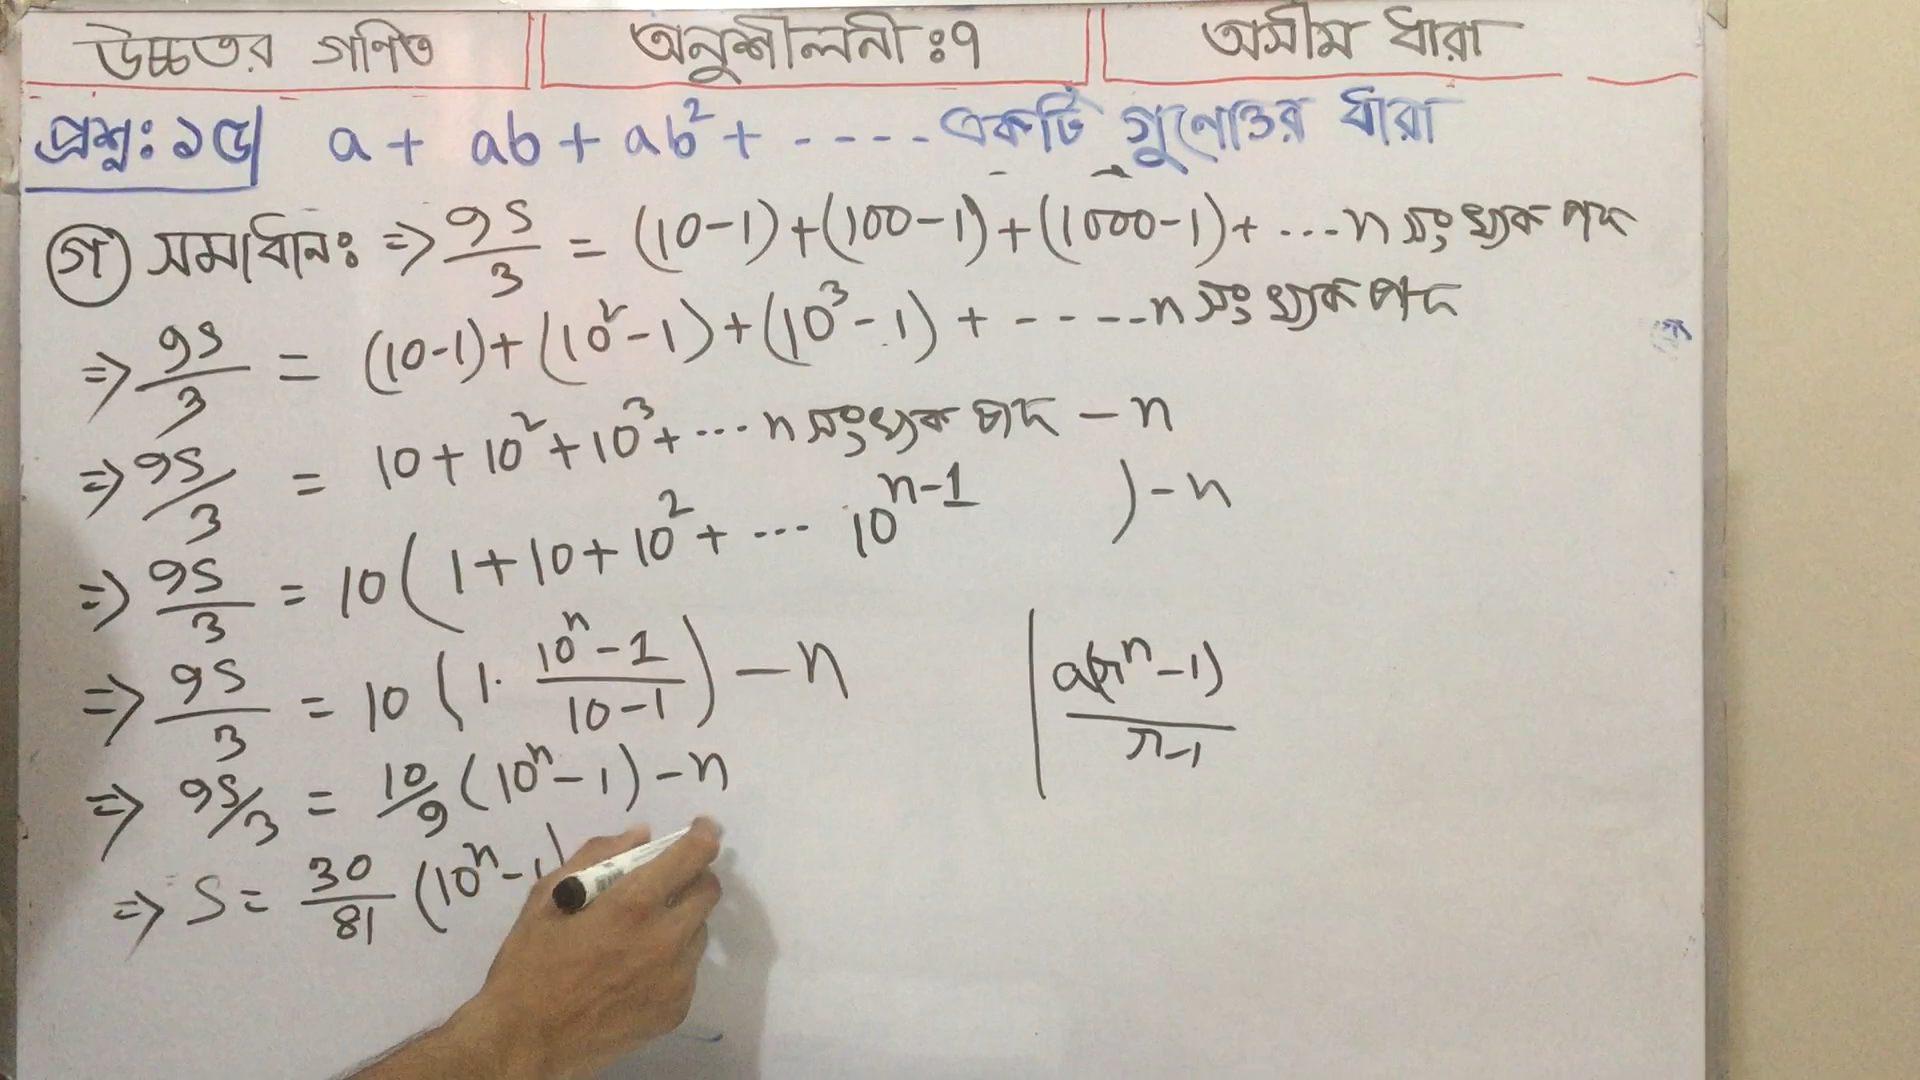 উচ্চতর গণিত অনুশীলনী ঃ ৭ অসীম ধারা
প্রশ্ন: ১৫| a + ab + ab² + ---- একটি গুণোত্তর ধারা
(গ) সমাধান ঃ ⇒ 9S/3 = (10-1)+(100-1)+(1000-1)+ ...n সংখ্যক পদ
⇒ 9S/3 = (10-1)+(10²-1)+(10³-1) + -----n সংখ্যক পদ
⇒ 9S/3 = 10+10²+10³+ ...n সংখ্যক পদ - n
⇒ 9S/3 = 10(1+10+10²+ ... 10ⁿ⁻¹ )-n
⇒ 9S/3 = 10(1. 10ⁿ-1/10-1) - n | a(rⁿ-1)/r-1
⇒ 9S/3 = 10/9 (10ⁿ-1)-n
⇒ S = 30/81 (10ⁿ-1)